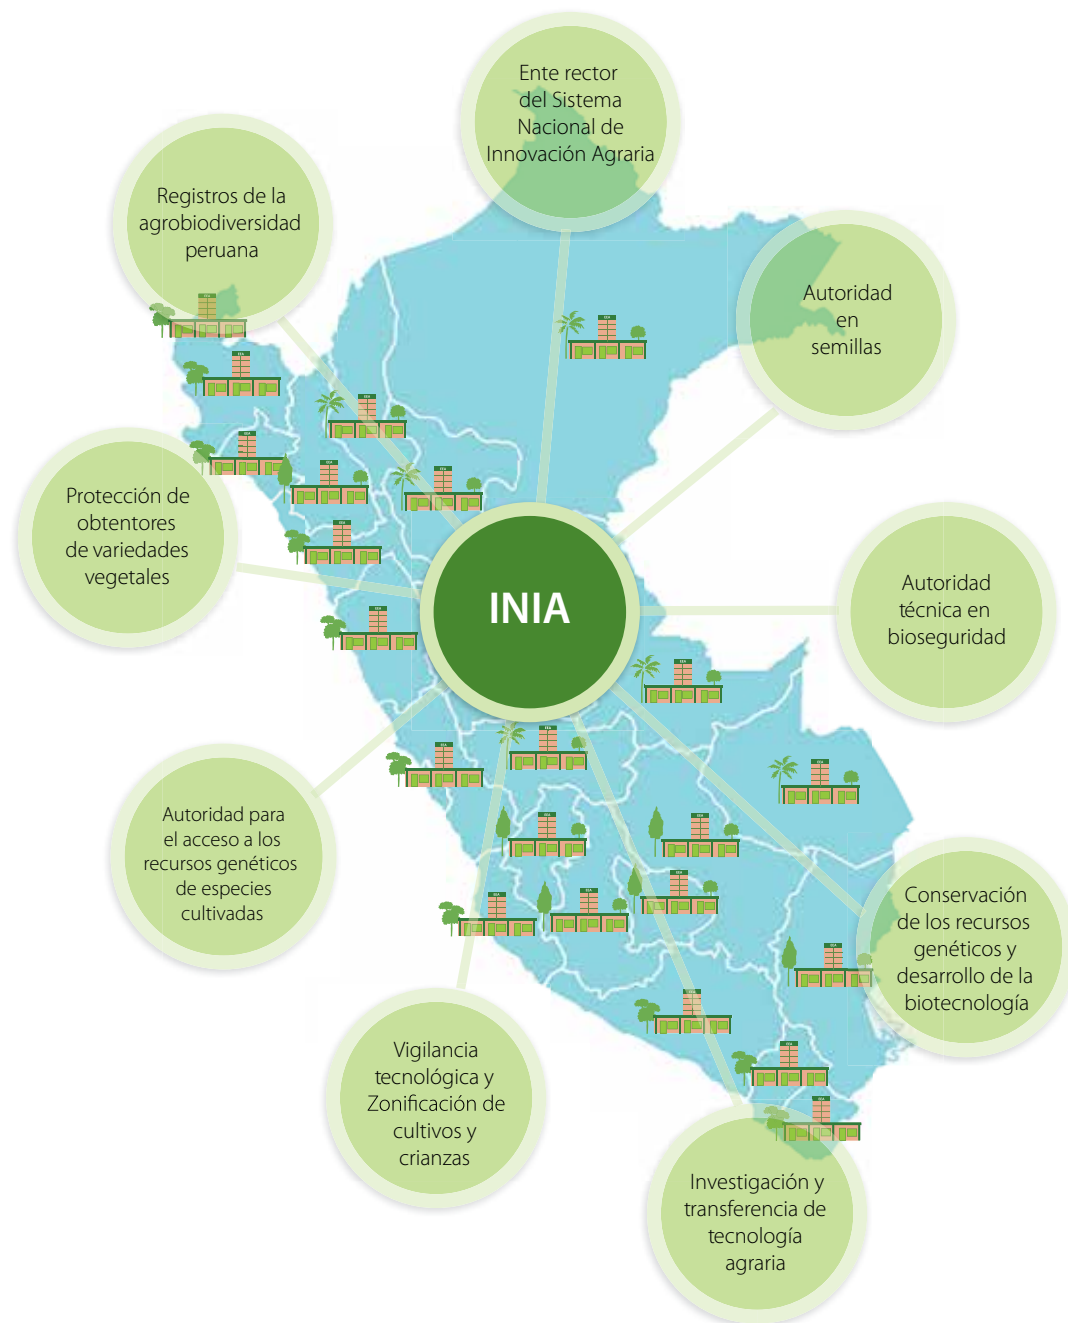 Ente rector
del Sistema
Nacional de
Innovación Agraria
Registros de la
agrobiodiversidad
peruana
Autoridad
en
semillas
Protección de
obtentores
de variedades
vegetales
INIA
Autoridad
técnica en
bioseguridad
Autoridad para
el acceso a los
recursos genéticos
de especies
cultivadas
Conservación
de los recursos
genéticos y
desarrollo de la
biotecnología
Vigilancia
tecnológica y
Zonificación de
cultivos y
crianzas
Investigación y
transferencia de
tecnología
agraria